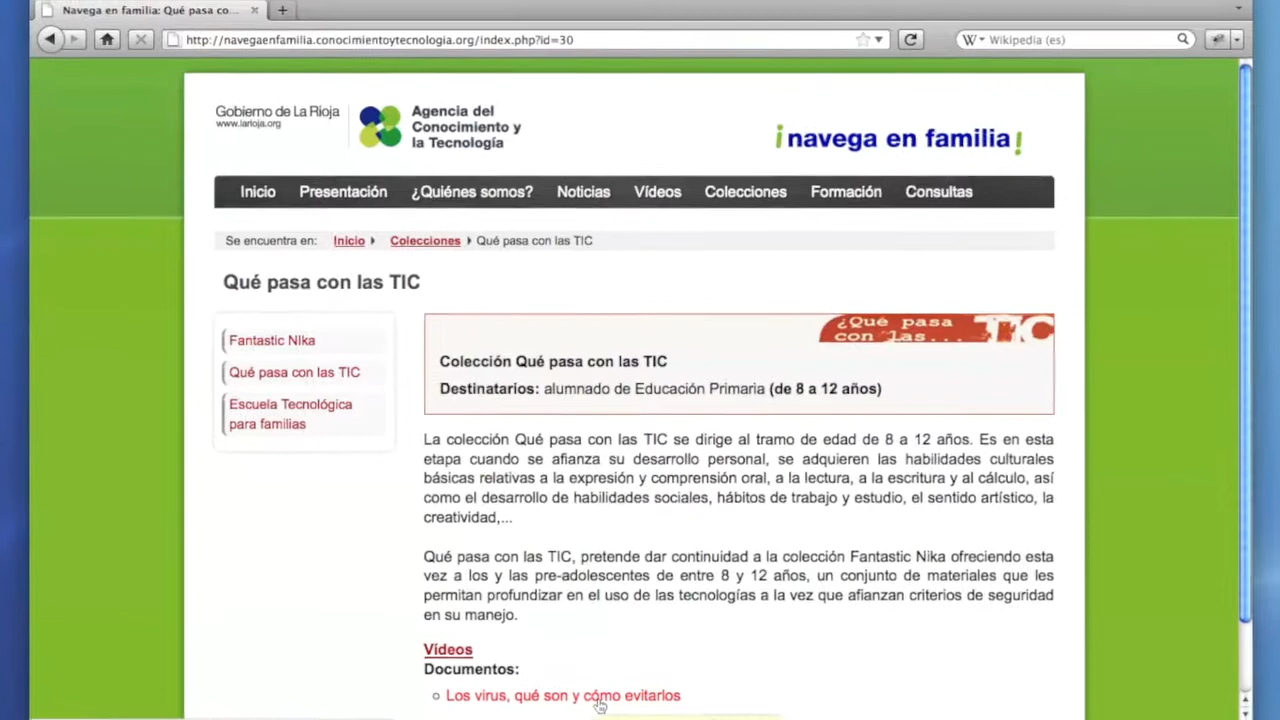 Navega en familia: Qué pasa co...
http://navegaenfamilia.conocimientoytecnologia.org/index.php?id=30
Wikipedia (es)
Gobierno de La Rioja
www.larioja.org
Agencia del
Conocimiento y
la Tecnología
¡navega en familia!
Inicio Presentación ¿Quiénes somos? Noticias Vídeos Colecciones Formación Consultas
Se encuentra en: Inicio Colecciones Qué pasa con las TIC
Qué pasa con las TIC
Fantastic NIka
Qué pasa con las TIC
Escuela Tecnológica
para familias
¿Qué pasa
con las... TIC
Colección Qué pasa con las TIC
Destinatarios: alumnado de Educación Primaria (de 8 a 12 años)
La colección Qué pasa con las TIC se dirige al tramo de edad de 8 a 12 años. Es en esta
etapa cuando se afianza su desarrollo personal, se adquieren las habilidades culturales
básicas relativas a la expresión y comprensión oral, a la lectura, a la escritura y al cálculo, así
como el desarrollo de habilidades sociales, hábitos de trabajo y estudio, el sentido artístico, la
creatividad,...
Qué pasa con las TIC, pretende dar continuidad a la colección Fantastic Nika ofreciendo esta
vez a los y las pre-adolescentes de entre 8 y 12 años, un conjunto de materiales que les
permitan profundizar en el uso de las tecnologías a la vez que afianzan criterios de seguridad
en su manejo.
Vídeos
Documentos:
Los virus, qué son y cómo evitarlos